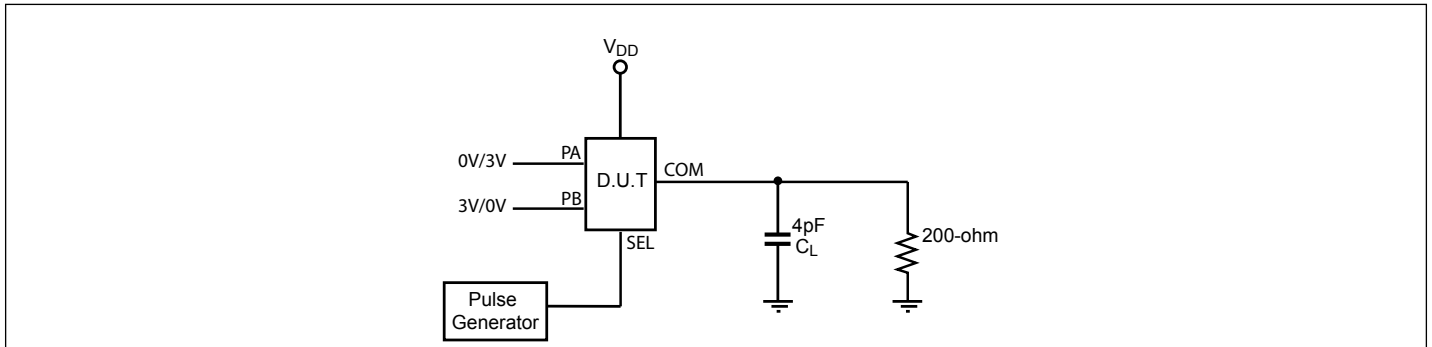 VDD
0V/3V
PA
COM
D.U.T
3V/0V
PB
SEL
4pF
CL
200-ohm
Pulse
Generator